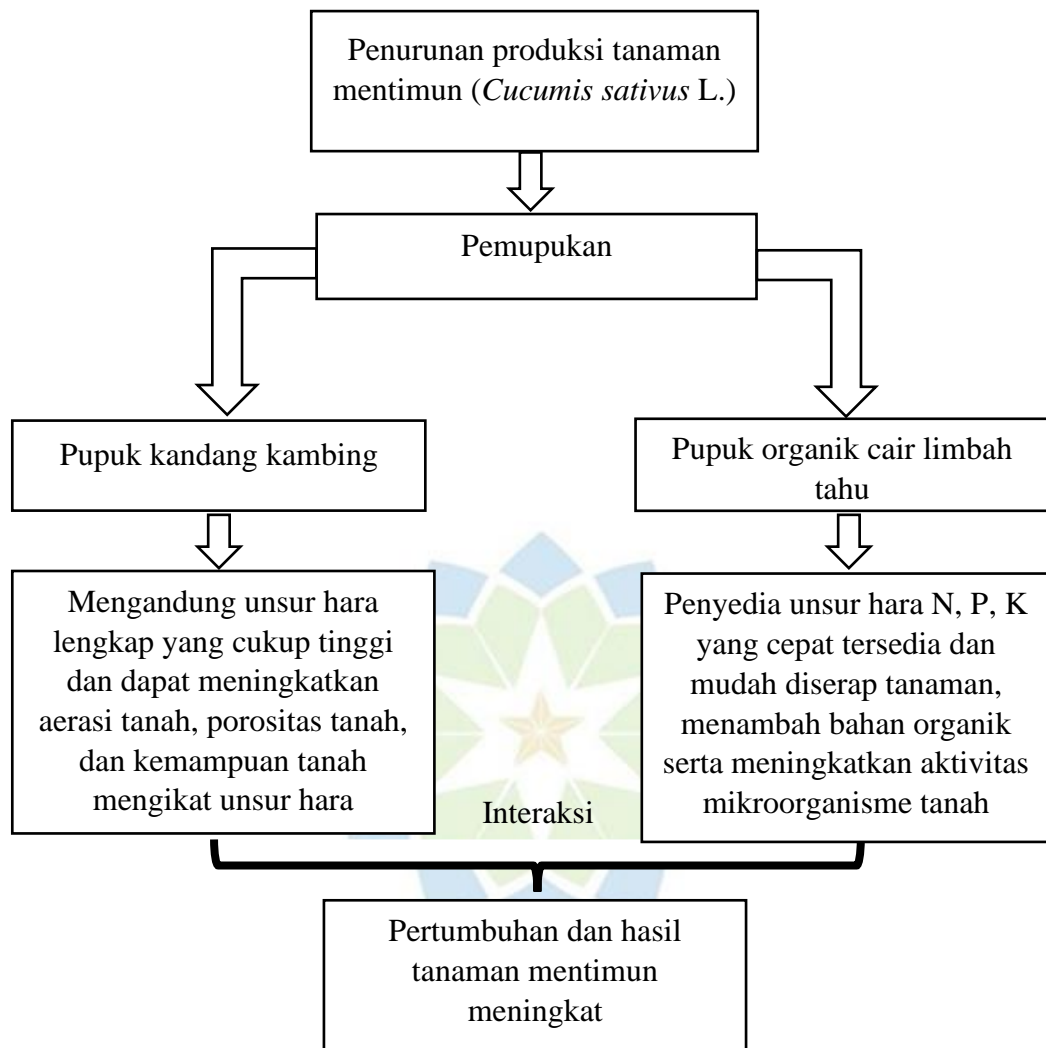 Penurunan produksi tanaman
mentimun (Cucumis sativus L.)
Pemupukan
Pupuk kandang kambing
Pupuk organik cair limbah
tahu
Mengandung unsur hara
lengkap yang cukup tinggi
dan dapat meningkatkan
aerasi tanah, porositas tanah,
dan kemampuan tanah
mengikat unsur hara
Penyedia unsur hara N, P, K
yang cepat tersedia dan
mudah diserap tanaman,
menambah bahan organik
serta meningkatkan aktivitas
mikroorganisme tanah
Interaksi
Pertumbuhan dan hasil
tanaman mentimun
meningkat